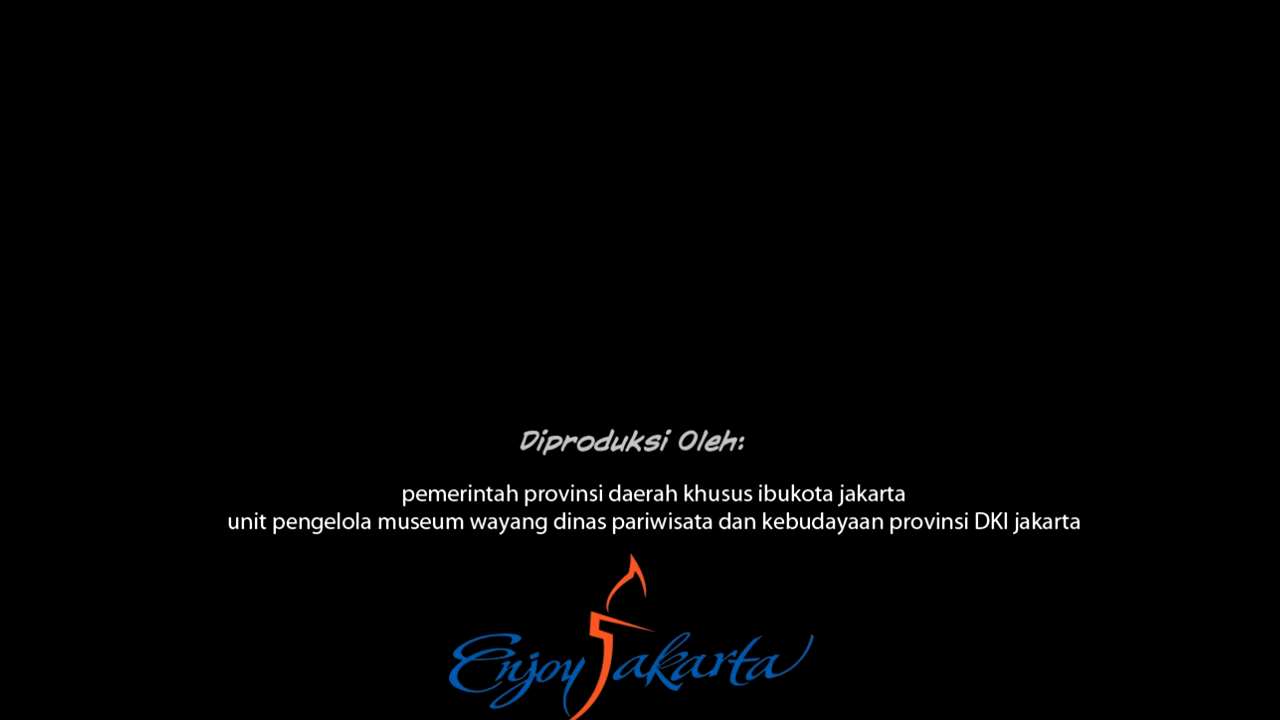 Diproduksi Oleh:
pemerintah provinsi daerah khusus ibukota jakarta
unit pengelola museum wayang dinas pariwisata dan kebudayaan provinsi DKI jakarta
Enjoy Jakarta